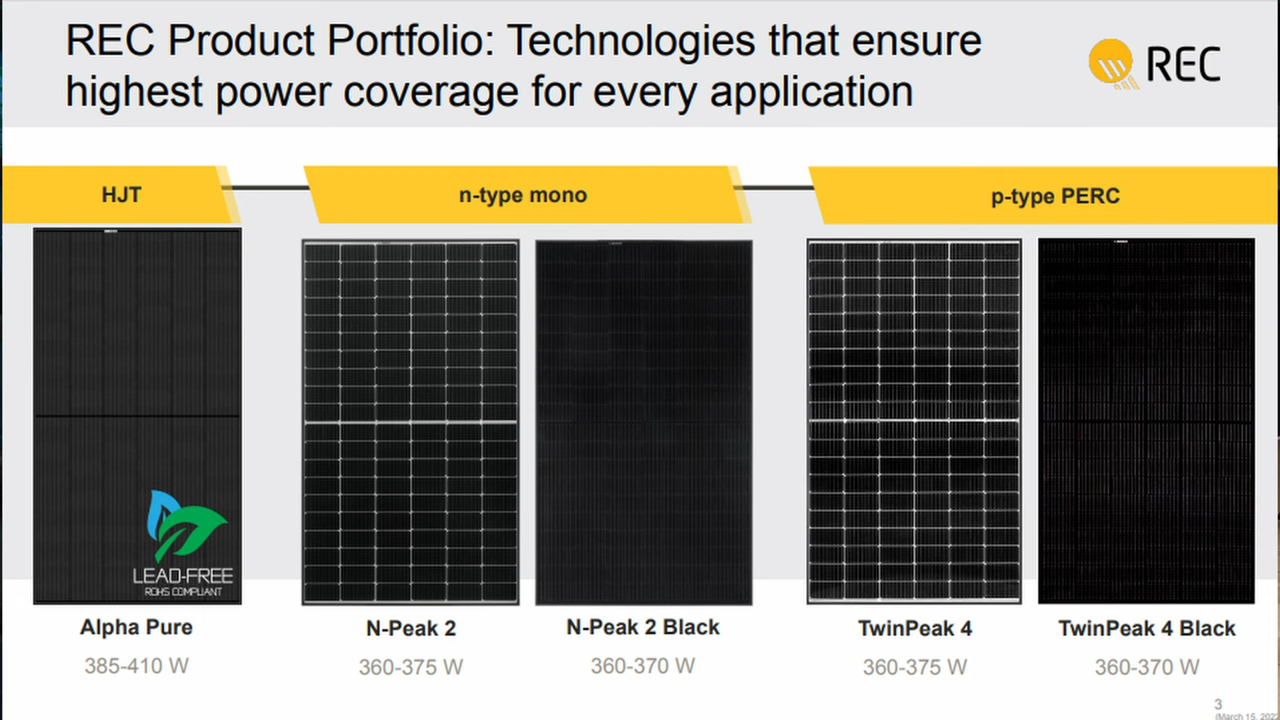 REC Product Portfolio: Technologies that ensure
highest power coverage for every application
REC
HJT
n-type mono
p-type PERC
LEAD-FREE
ROHS COMPLIANT
Alpha Pure
385-410 W
N-Peak 2
360-375 W
N-Peak 2 Black
360-370 W
TwinPeak 4
360-375 W
TwinPeak 4 Black
360-370 W
3
(March 15,